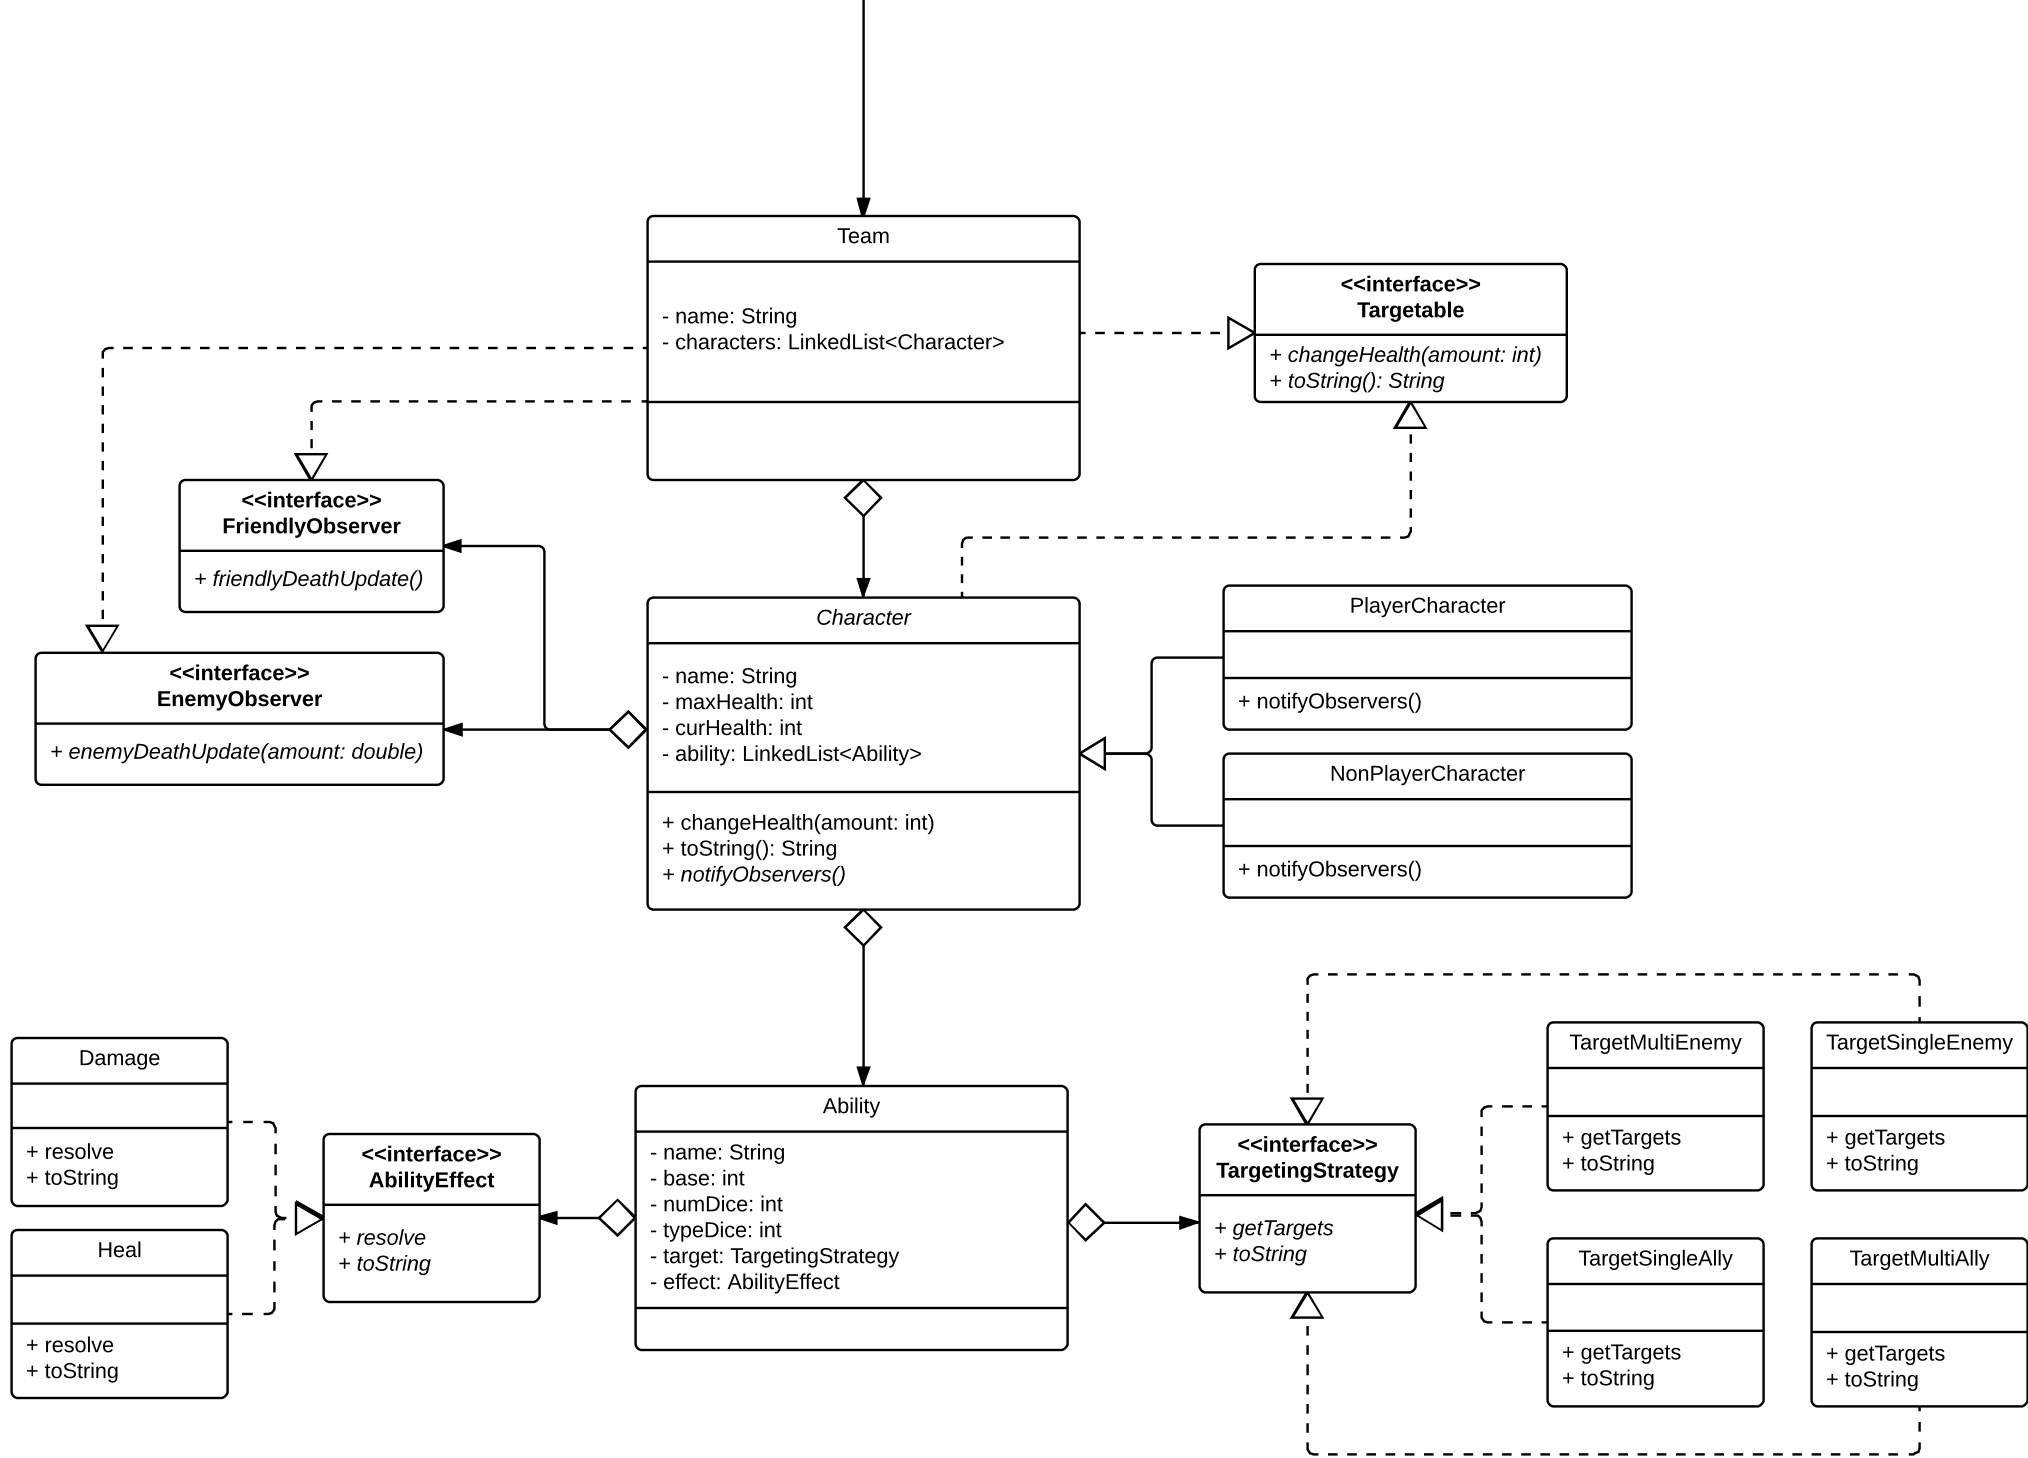 Team
- name: String
- characters: LinkedList<Character>
<<interface>>
Targetable
+ changeHealth(amount: int)
+ toString(): String
<<interface>>
FriendlyObserver
+ friendlyDeathUpdate()
<<interface>>
EnemyObserver
+ enemyDeathUpdate(amount: double)
Character
- name: String
- maxHealth: int
- curHealth: int
- ability: LinkedList<Ability>
+ changeHealth(amount: int)
+ toString(): String
+ notifyObservers()
PlayerCharacter
+ notifyObservers()
NonPlayerCharacter
+ notifyObservers()
Damage
+ resolve
+ toString
Heal
+ resolve
+ toString
<<interface>>
AbilityEffect
+ resolve
+ toString
Ability
- name: String
- base: int
- numDice: int
- typeDice: int
- target: TargetingStrategy
- effect: AbilityEffect
<<interface>>
TargetingStrategy
+ getTargets
+ toString
TargetMultiEnemy
+ getTargets
+ toString
TargetSingleEnemy
+ getTargets
+ toString
TargetSingleAlly
+ getTargets
+ toString
TargetMultiAlly
+ getTargets
+ toString